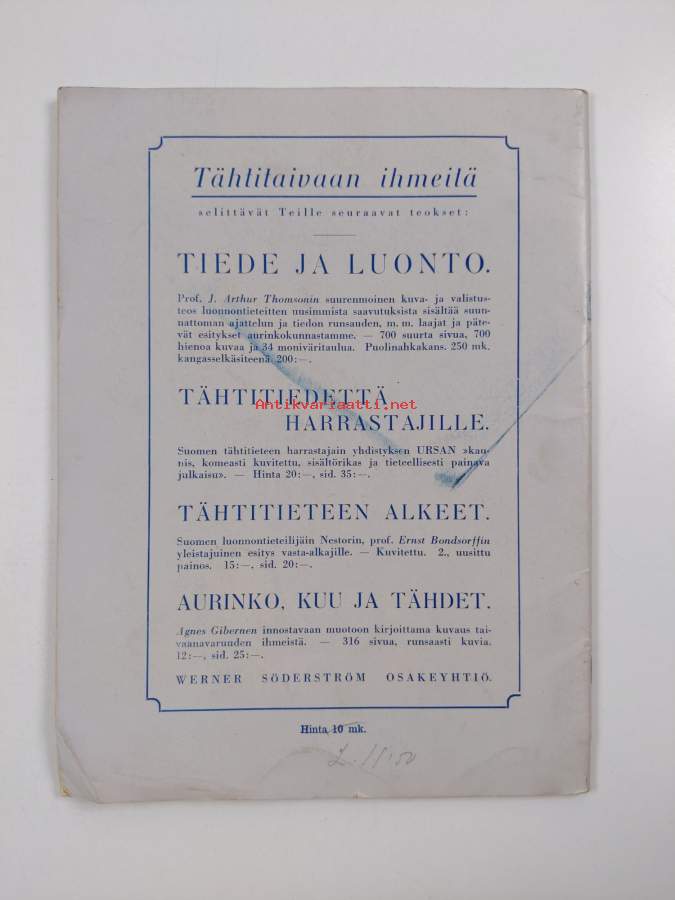 Tähtitaivaan ihmeitä
selittävät Teille seuraavat teokset:
TIEDE JA LUONTO.
Prof. J. Arthur Thomsonin suurenmoinen kuva- ja valistus-
teos luonnontieteitten uusimmista saavutuksista sisältää suun-
nattoman ajattelun ja tiedon runsauden, m. m. laajat ja päte-
vät esitykset aurinkokunnastamme. — 700 suurta sivua, 700
hienoa kuvaa ja 34 moniväritaulua. Puolinahkakans. 250 mk.
kangasselkäsiteenä. 200:—.
TÄHTITIEDETTÄ
Antikvariaatti.net
HARRASTAJILLE.
Suomen tähtitieteen harrastajain yhdistyksen URSAN »kau-
nis, komeasti kuvitettu, sisältörikas ja tieteellisesti painava
julkaisu». — Hinta 20:—, sid. 35:—.
TÄHTITIETEEN ALKEET.
Suomen luonnontieteilijäin Nestorin, prof. Ernst Bondsorffin
yleistajuinen esitys vasta-alkajille. — Kuvitettu. 2., uusittu
painos. 15:—, sid. 20:—.
AURINKO, KUU JA TÄHDET.
Agnes Gibernen innostavaan muotoon kirjoittama kuvaus tai-
vaanavaruuden ihmeistä. — 316 sivua, runsaasti kuvia.
12:—, sid. 25:—.
WERNER SÖDERSTRÖM OSAKEYHTIÖ.
Hinta 10 mk.